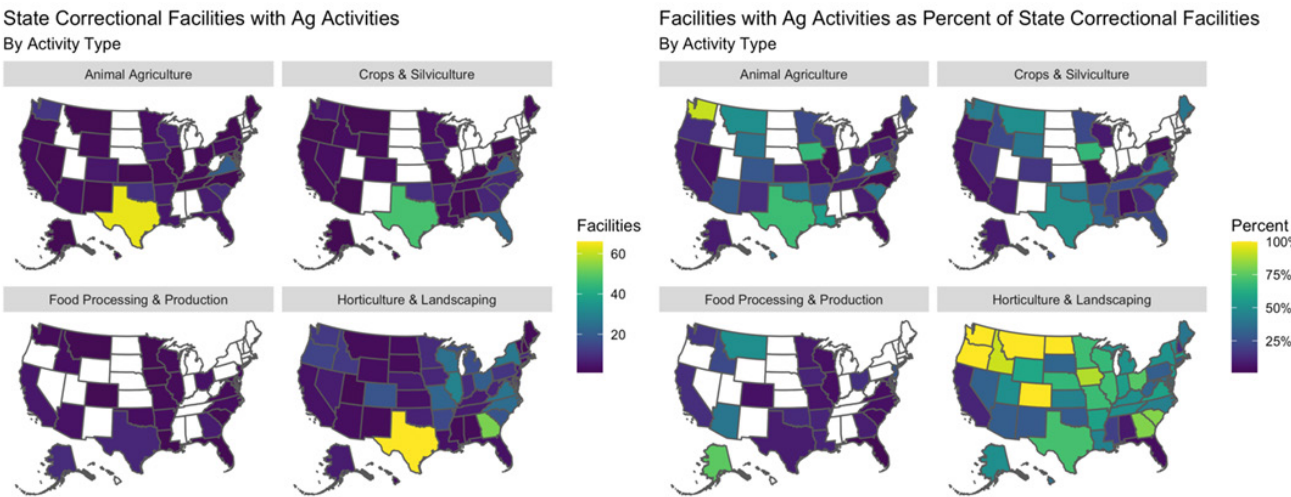 State Correctional Facilities with Ag Activities
By Activity Type
Animal Agriculture
Crops & Silviculture
Food Processing & Production
Horticulture & Landscaping
Facilities
60
40
20
Facilities with Ag Activities as Percent of State Correctional Facilities
By Activity Type
Animal Agriculture
Crops & Silviculture
Food Processing & Production
Horticulture & Landscaping
Percent
100%
75%
50%
25%